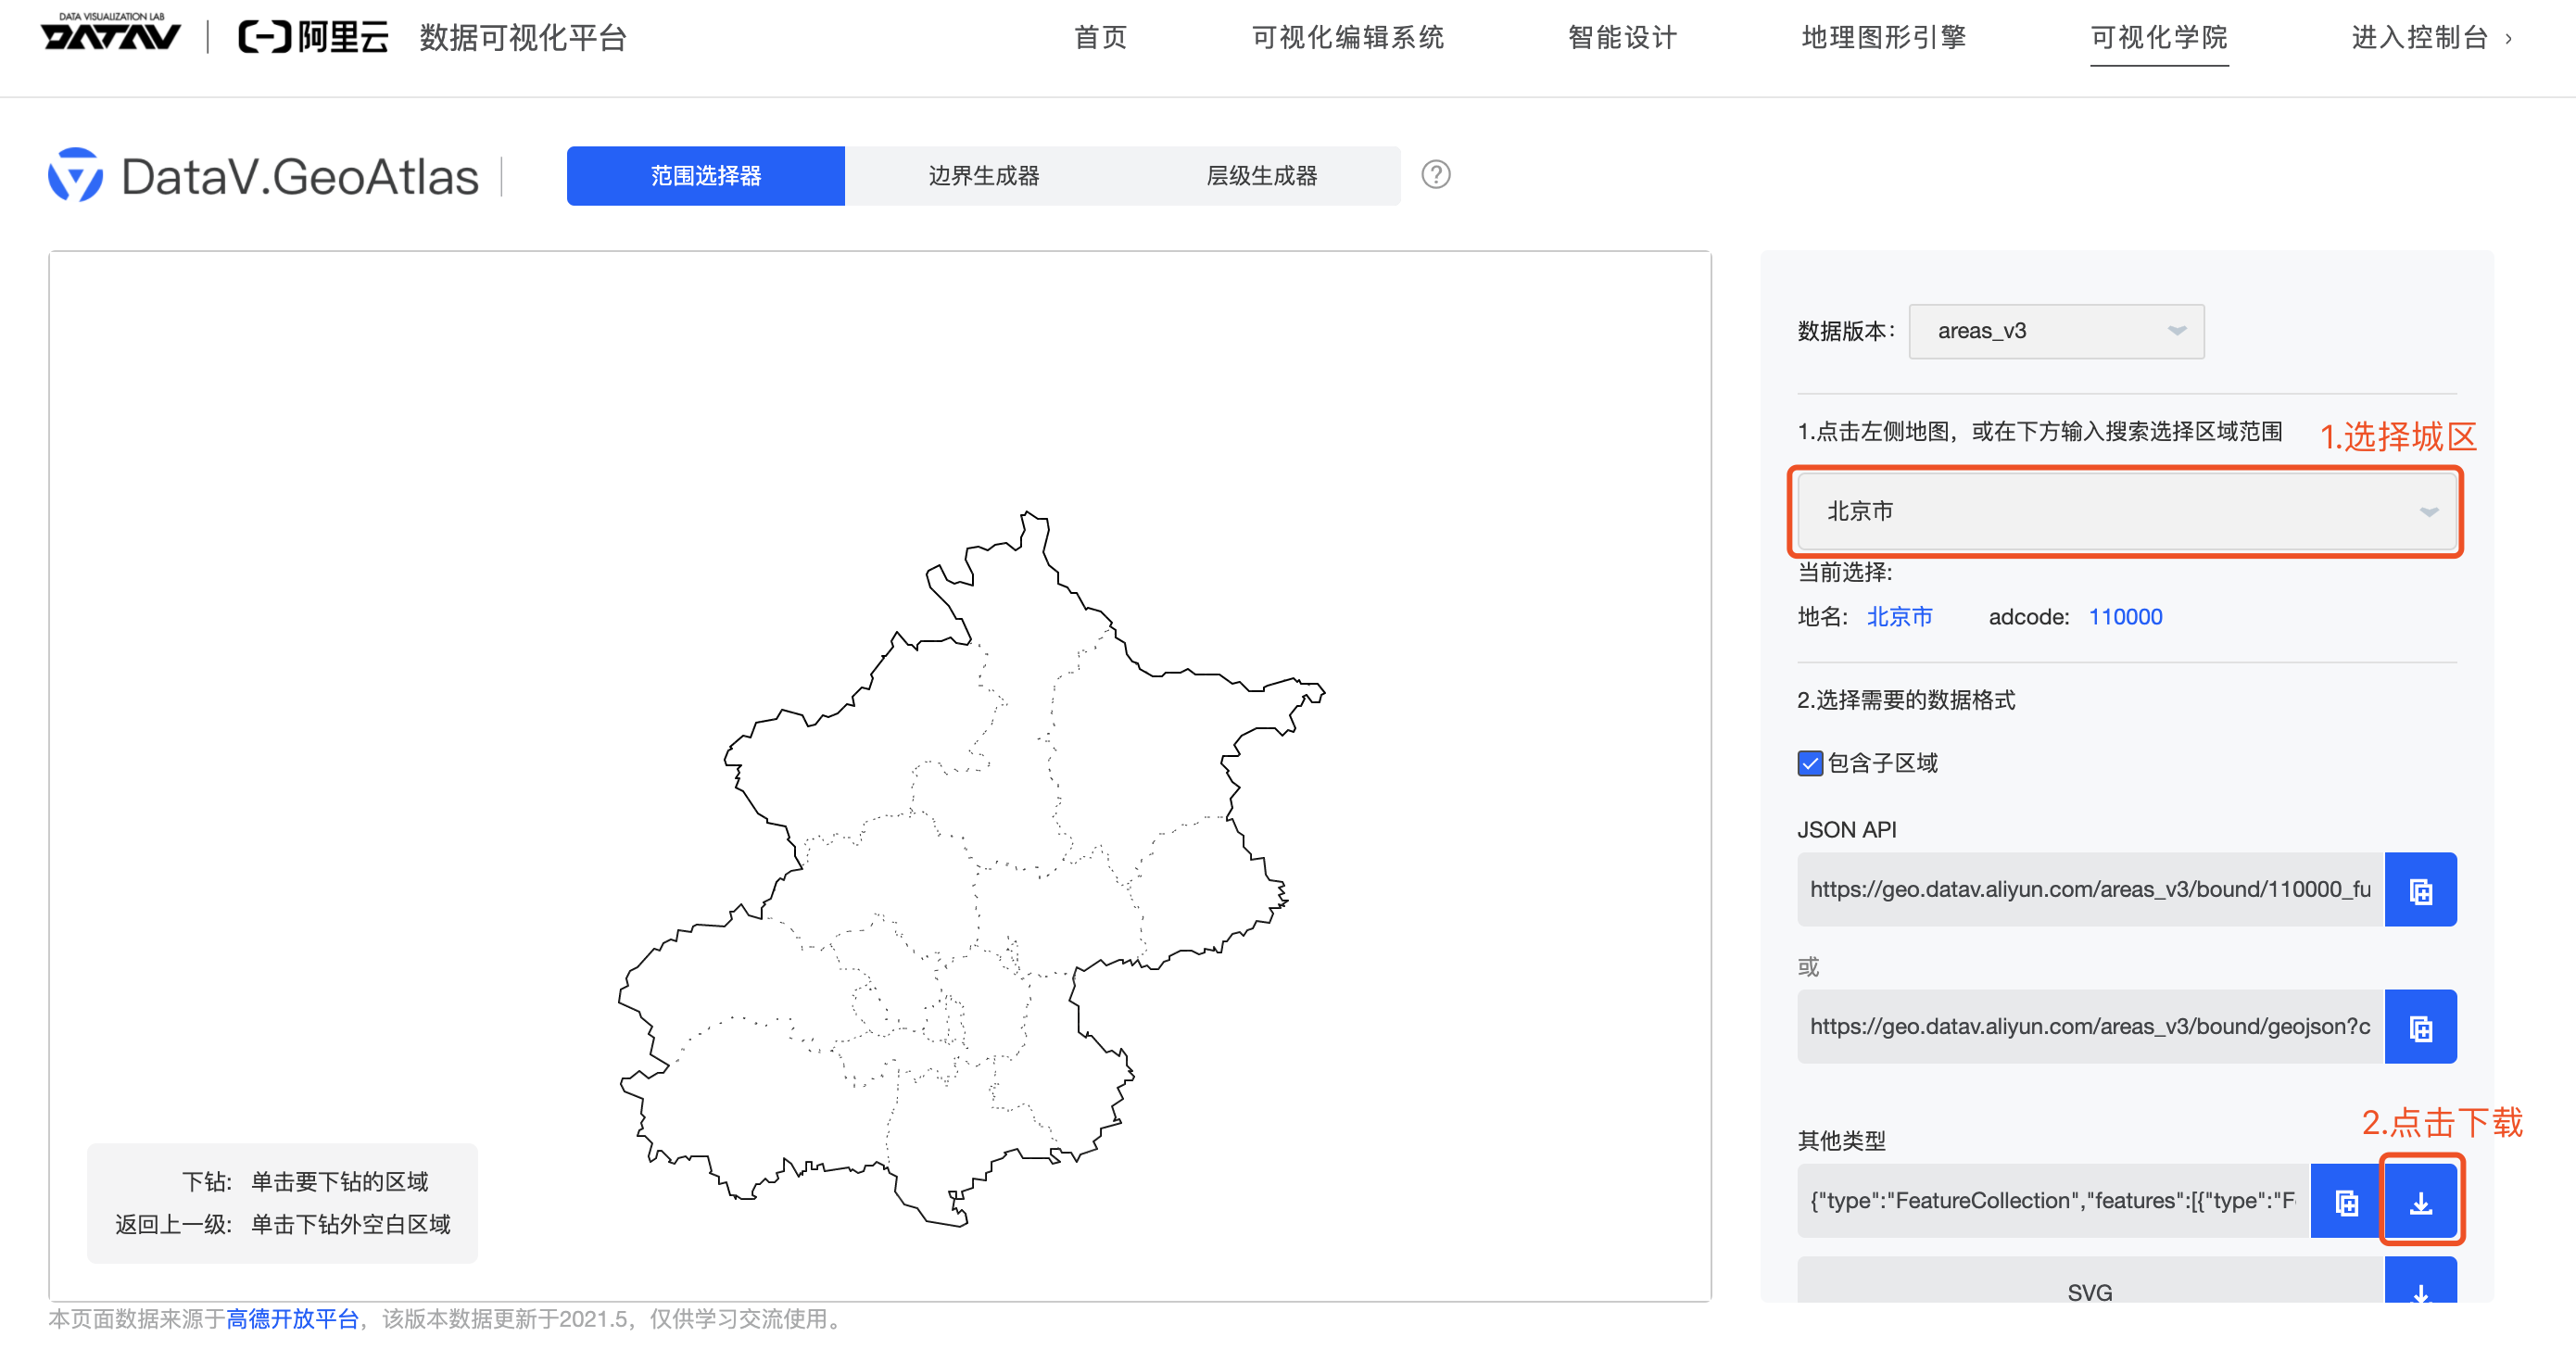 DATA VISUALIZATION LAB
DATAV
阿里云 数据可视化平台
首页 可视化编辑系统 智能设计 地理图形引擎 可视化学院 进入控制台 ›
DataV.GeoAtlas
范围选择器 边界生成器 层级生成器 ?
数据版本： areas_v3
1.点击左侧地图，或在下方输入搜索选择区域范围
1.选择城区
北京市
当前选择:
地名: 北京市 adcode: 110000
2.选择需要的数据格式
包含子区域
JSON API
https://geo.datav.aliyun.com/areas_v3/bound/110000_fu
或
https://geo.datav.aliyun.com/areas_v3/bound/geojson?c
2.点击下载
其他类型
{"type":"FeatureCollection","features":[{"type":"F
SVG
下钻: 单击要下钻的区域
返回上一级: 单击下钻外空白区域
本页面数据来源于高德开放平台，该版本数据更新于2021.5，仅供学习交流使用。